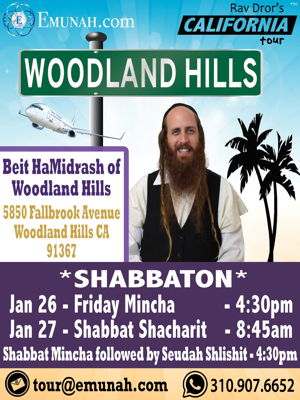 EMUNAH.com
Rav Dror's
CALIFORNIA
tour
WOODLAND HILLS
Beit HaMidrash of
Woodland Hills
5850 Fallbrook Avenue
Woodland Hills CA
91367
*SHABBATON*
Jan 26 - Friday Mincha - 4:30pm
Jan 27 - Shabbat Shacharit - 8:45am
Shabbat Mincha followed by Seudah Shlishit - 4:30pm
tour@emunah.com
310.907.6652